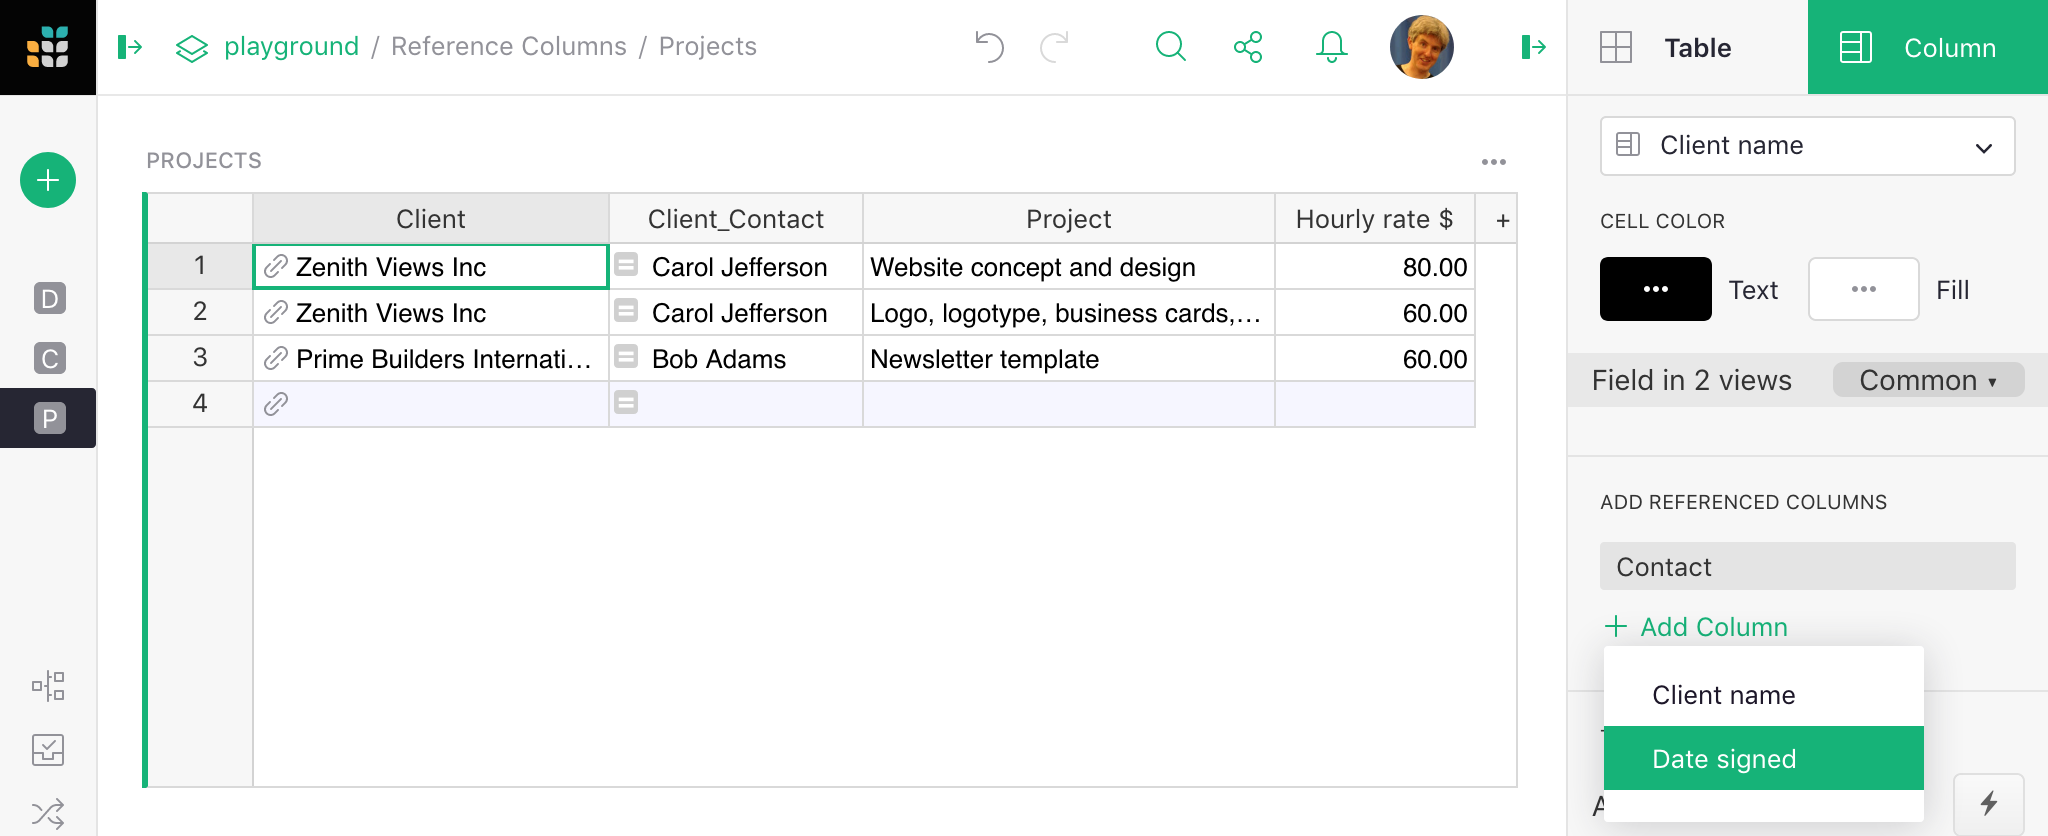 playground / Reference Columns / Projects
Table
Column
PROJECTS
Client Client_Contact Project Hourly rate $ +
1 Zenith Views Inc Carol Jefferson Website concept and design 80.00
2 Zenith Views Inc Carol Jefferson Logo, logotype, business cards,... 60.00
3 Prime Builders Internati... Bob Adams Newsletter template 60.00
4
D
C
P
Client name
CELL COLOR
Text
Fill
Field in 2 views Common ▾
ADD REFERENCED COLUMNS
Contact
+ Add Column
Client name
Date signed